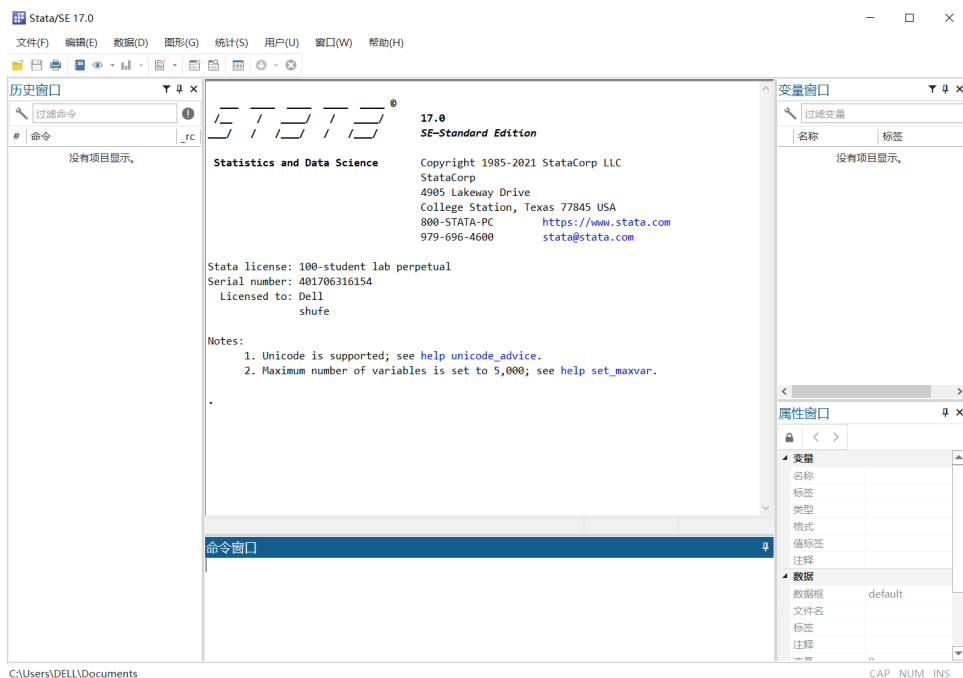 Stata/SE 17.0
文件(F) 编辑(E) 数据(D) 图形(G) 统计(S) 用户(U) 窗口(W) 帮助(H)
历史窗口
过滤命令
# 命令 _rc
没有项目显示。
©
17.0
SE—Standard Edition
Statistics and Data Science Copyright 1985-2021 StataCorp LLC
StataCorp
4905 Lakeway Drive
College Station, Texas 77845 USA
800-STATA-PC https://www.stata.com
979-696-4600 stata@stata.com
Stata license: 100-student lab perpetual
Serial number: 401706316154
Licensed to: Dell
shufe
Notes:
1. Unicode is supported; see help unicode_advice.
2. Maximum number of variables is set to 5,000; see help set_maxvar.
.
命令窗口
变量窗口
过滤变量
名称 标签
没有项目显示。
属性窗口
变量
名称
标签
类型
格式
值标签
注释
数据
数据框 default
文件名
标签
注释
C:\Users\DELL\Documents
CAP NUM INS